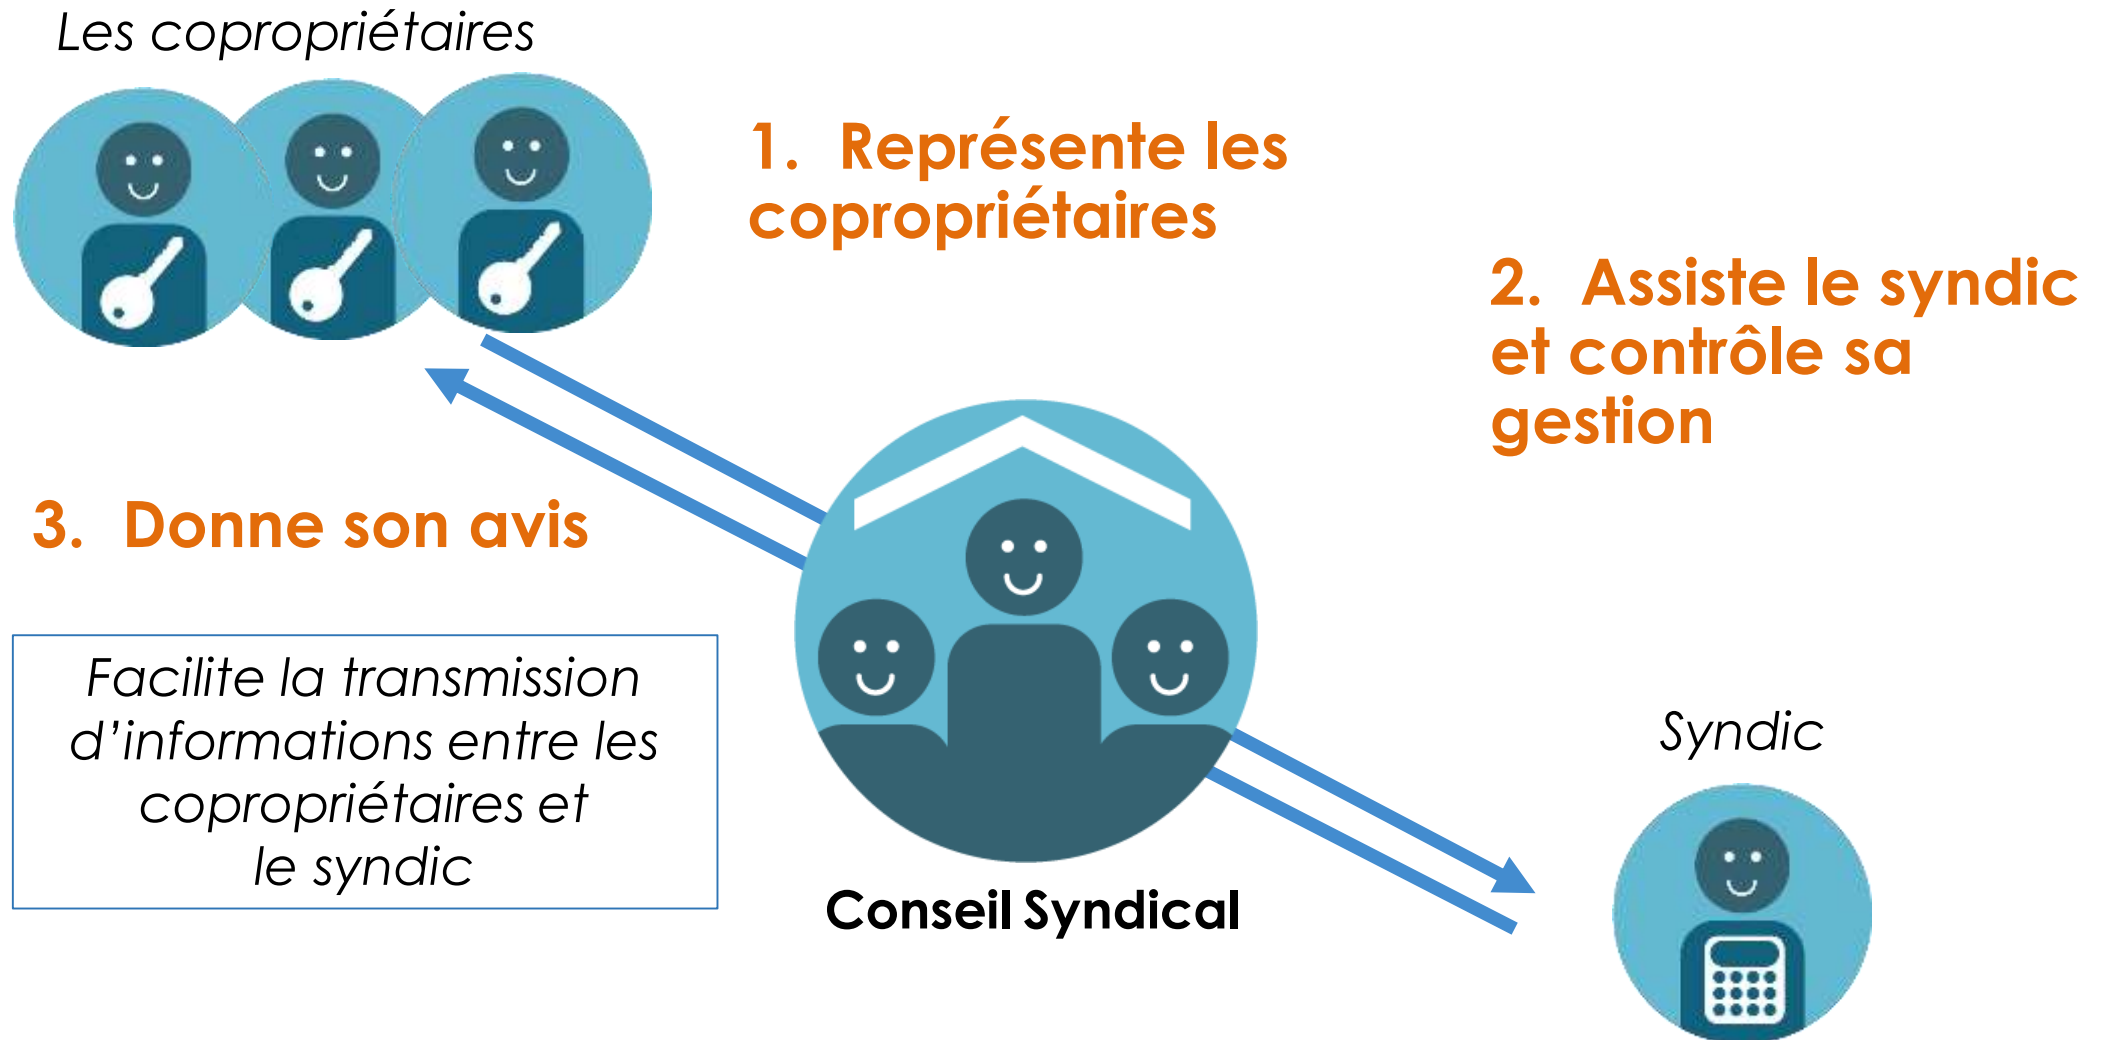 Les copropriétaires
1. Représente les
copropriétaires
2. Assiste le syndic
et contrôle sa
gestion
3. Donne son avis
Facilite la transmission
d’informations entre les
copropriétaires et
le syndic
Syndic
Conseil Syndical